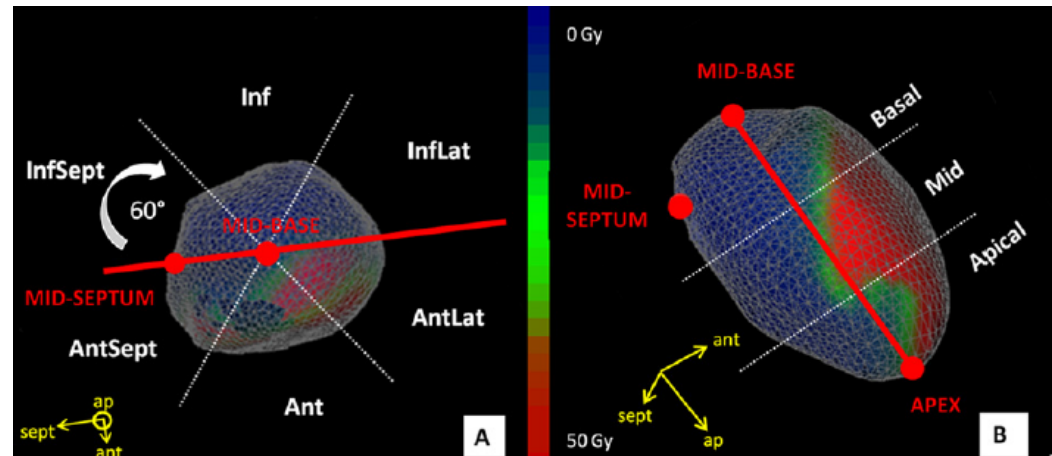 Inf
InfSept
InfLat
60°
MID-BASE
MID-SEPTUM
AntSept
AntLat
Ant
ap
sept
ant
A
0 Gy
50 Gy
MID-BASE
Basal
Mid
Apical
MID-
SEPTUM
ant
sept
ap
APEX
B